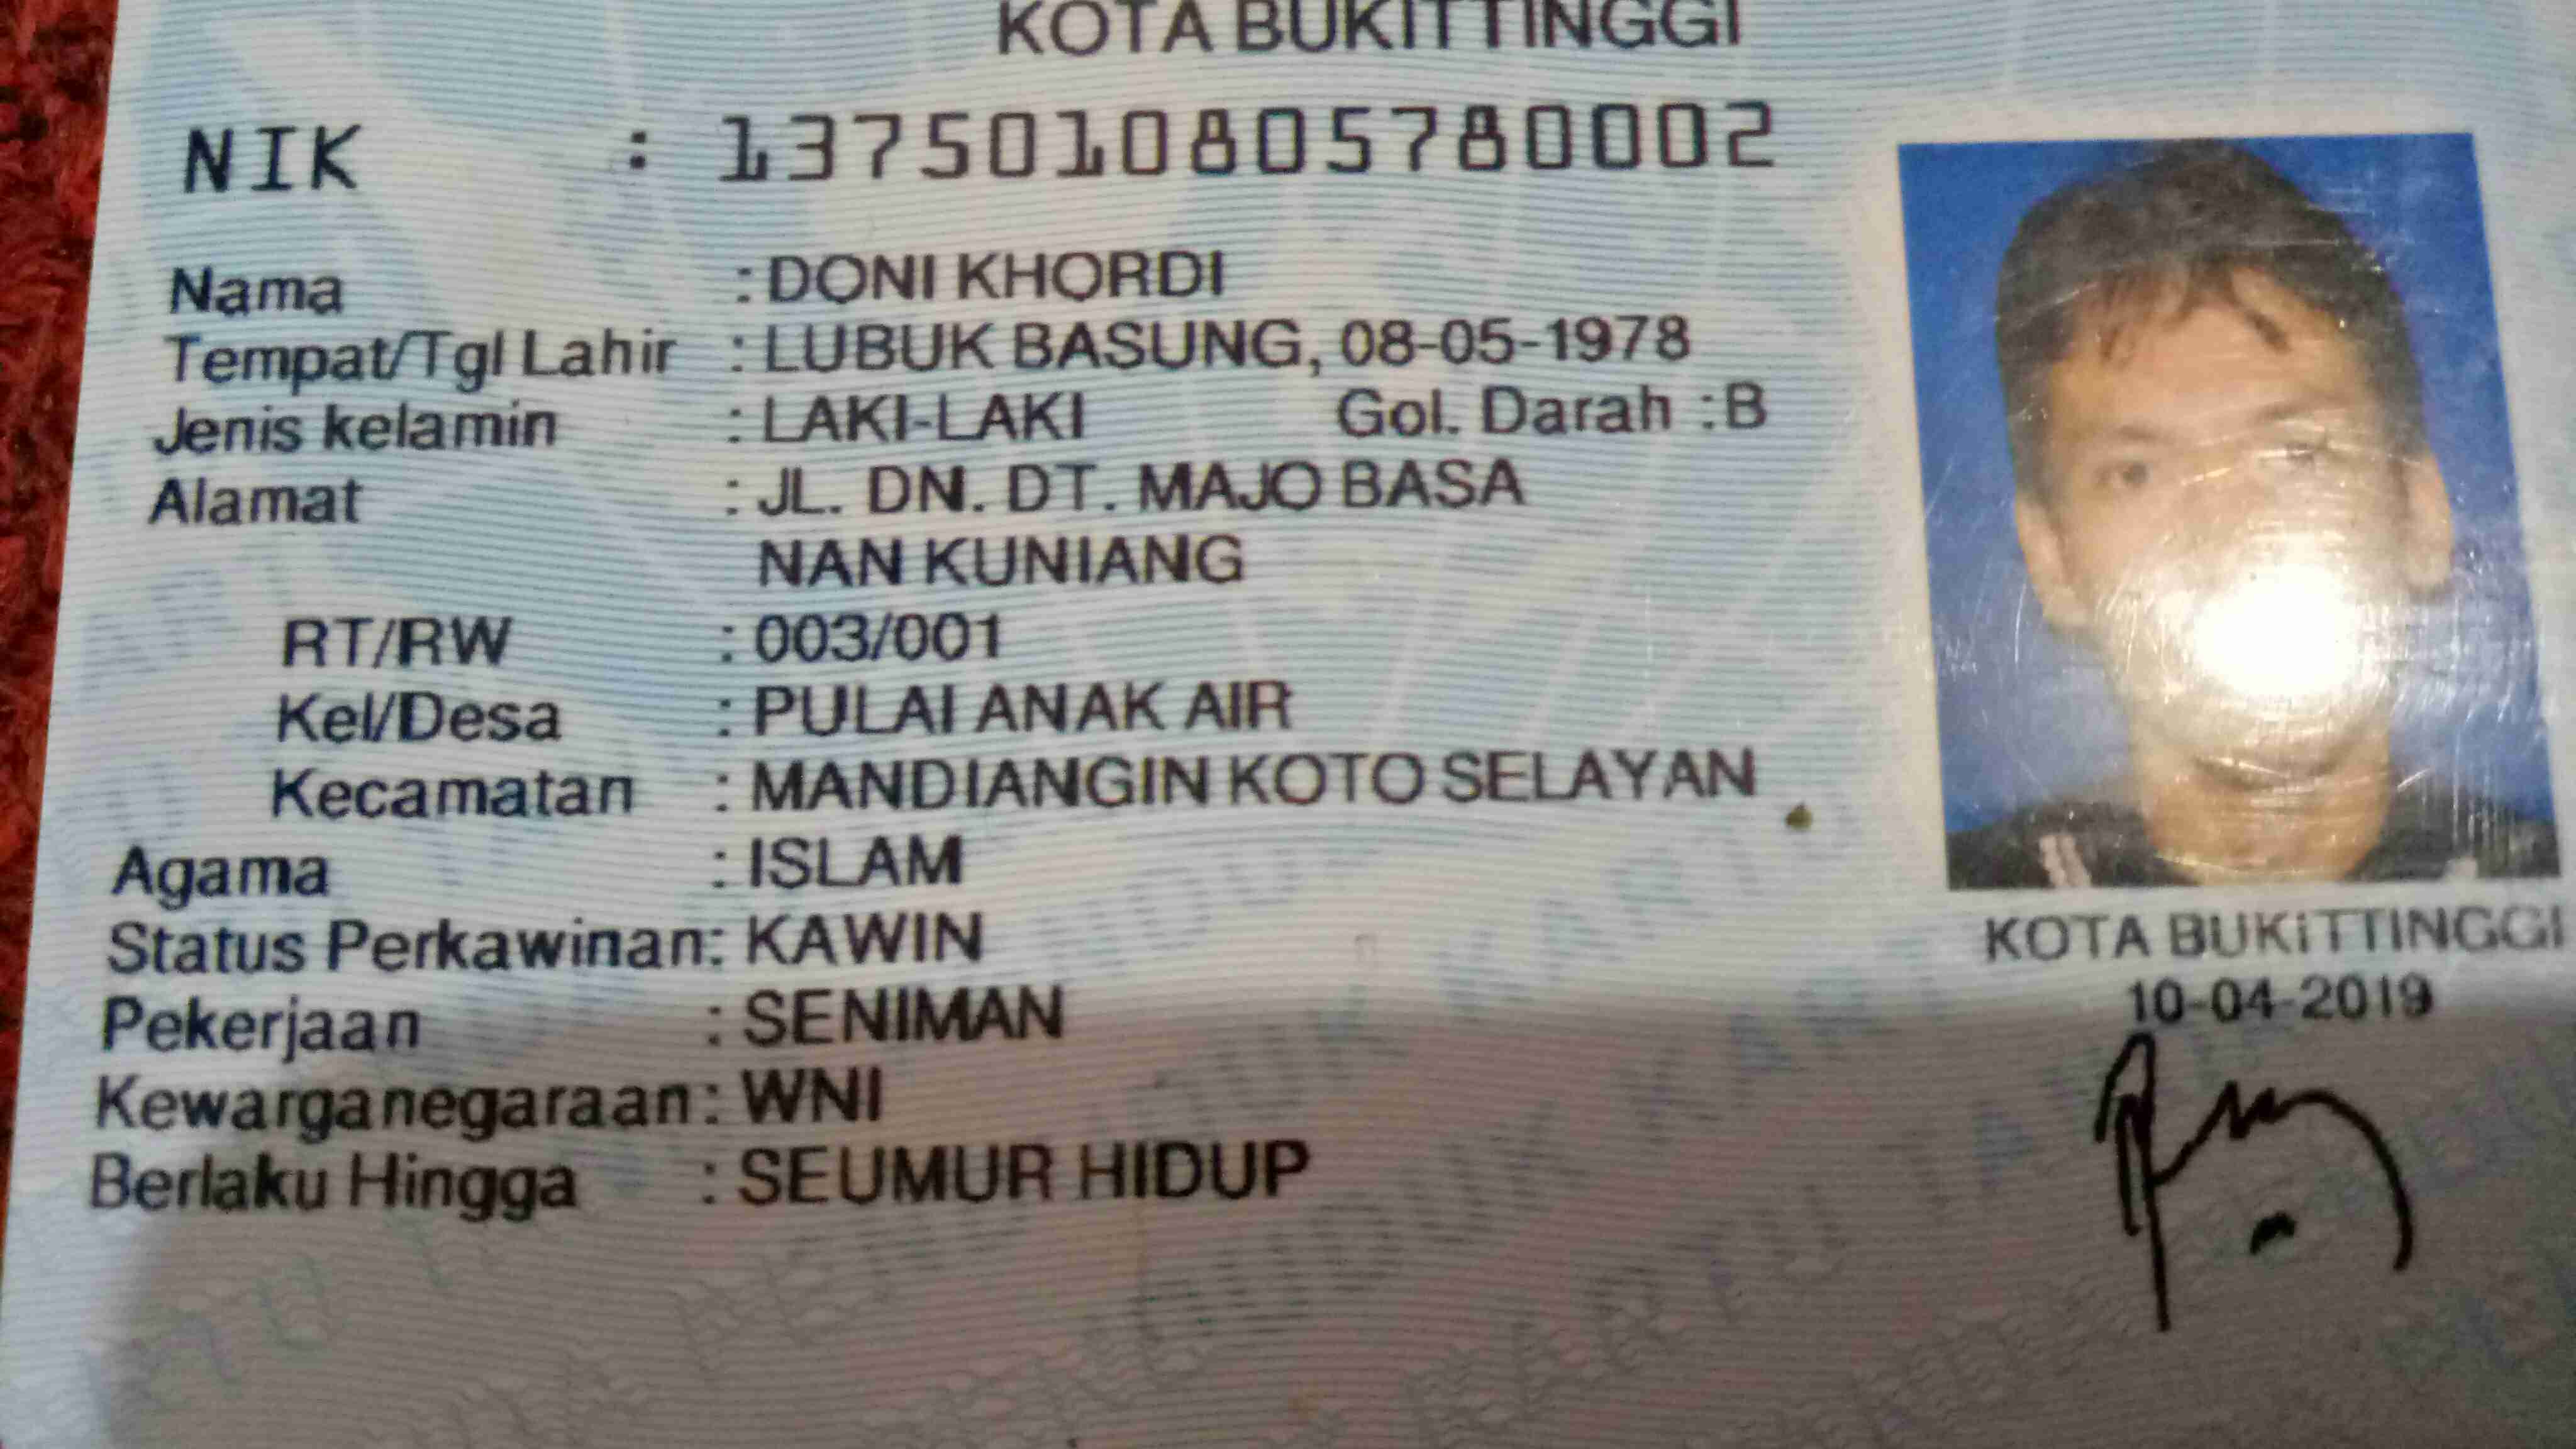 KOTA BUKITTINGGI
NIK : 1375010805780002
Nama : DONI KHORDI
Tempat/Tgl Lahir : LUBUK BASUNG, 08-05-1978
Jenis kelamin : LAKI-LAKI Gol. Darah : B
Alamat : JL. DN. DT. MAJO BASA
NAN KUNIANG
RT/RW : 003/001
Kel/Desa : PULAI ANAK AIR
Kecamatan : MANDIANGIN KOTO SELAYAN
Agama : ISLAM
Status Perkawinan: KAWIN
Pekerjaan : SENIMAN
Kewarganegaraan: WNI
Berlaku Hingga : SEUMUR HIDUP
KOTA BUKITTINGGI
10-04-2019